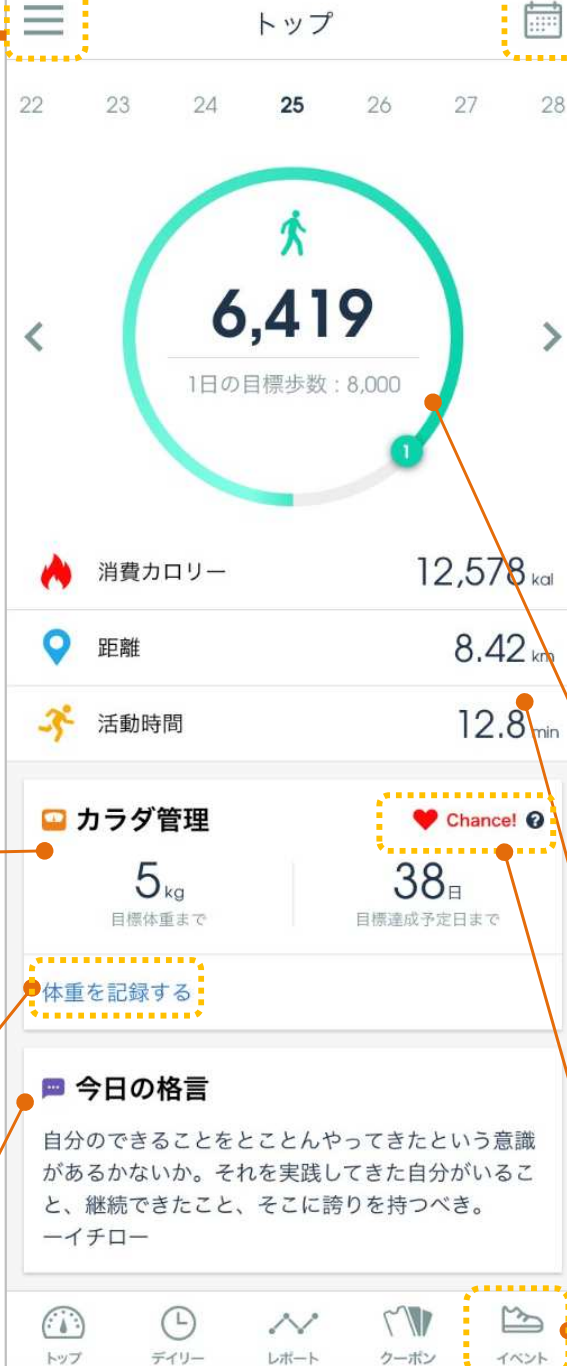 トップ
22 23 24 25 26 27 28
6,419
1日の目標歩数 : 8,000
1
消費カロリー 12,578 kal
距離 8.42 km
活動時間 12.8 min
カラダ管理 Chance! ?
5 kg 38 日
目標体重まで 目標達成予定日まで
体重を記録する
今日の格言
自分のできることをとことんやってきたという意識
があるかないか。それを実践してきた自分がいるこ
と、継続できたこと、そこに誇りを持つべき。
ーイチロー
トップ デイリー レポート クーポン イベント